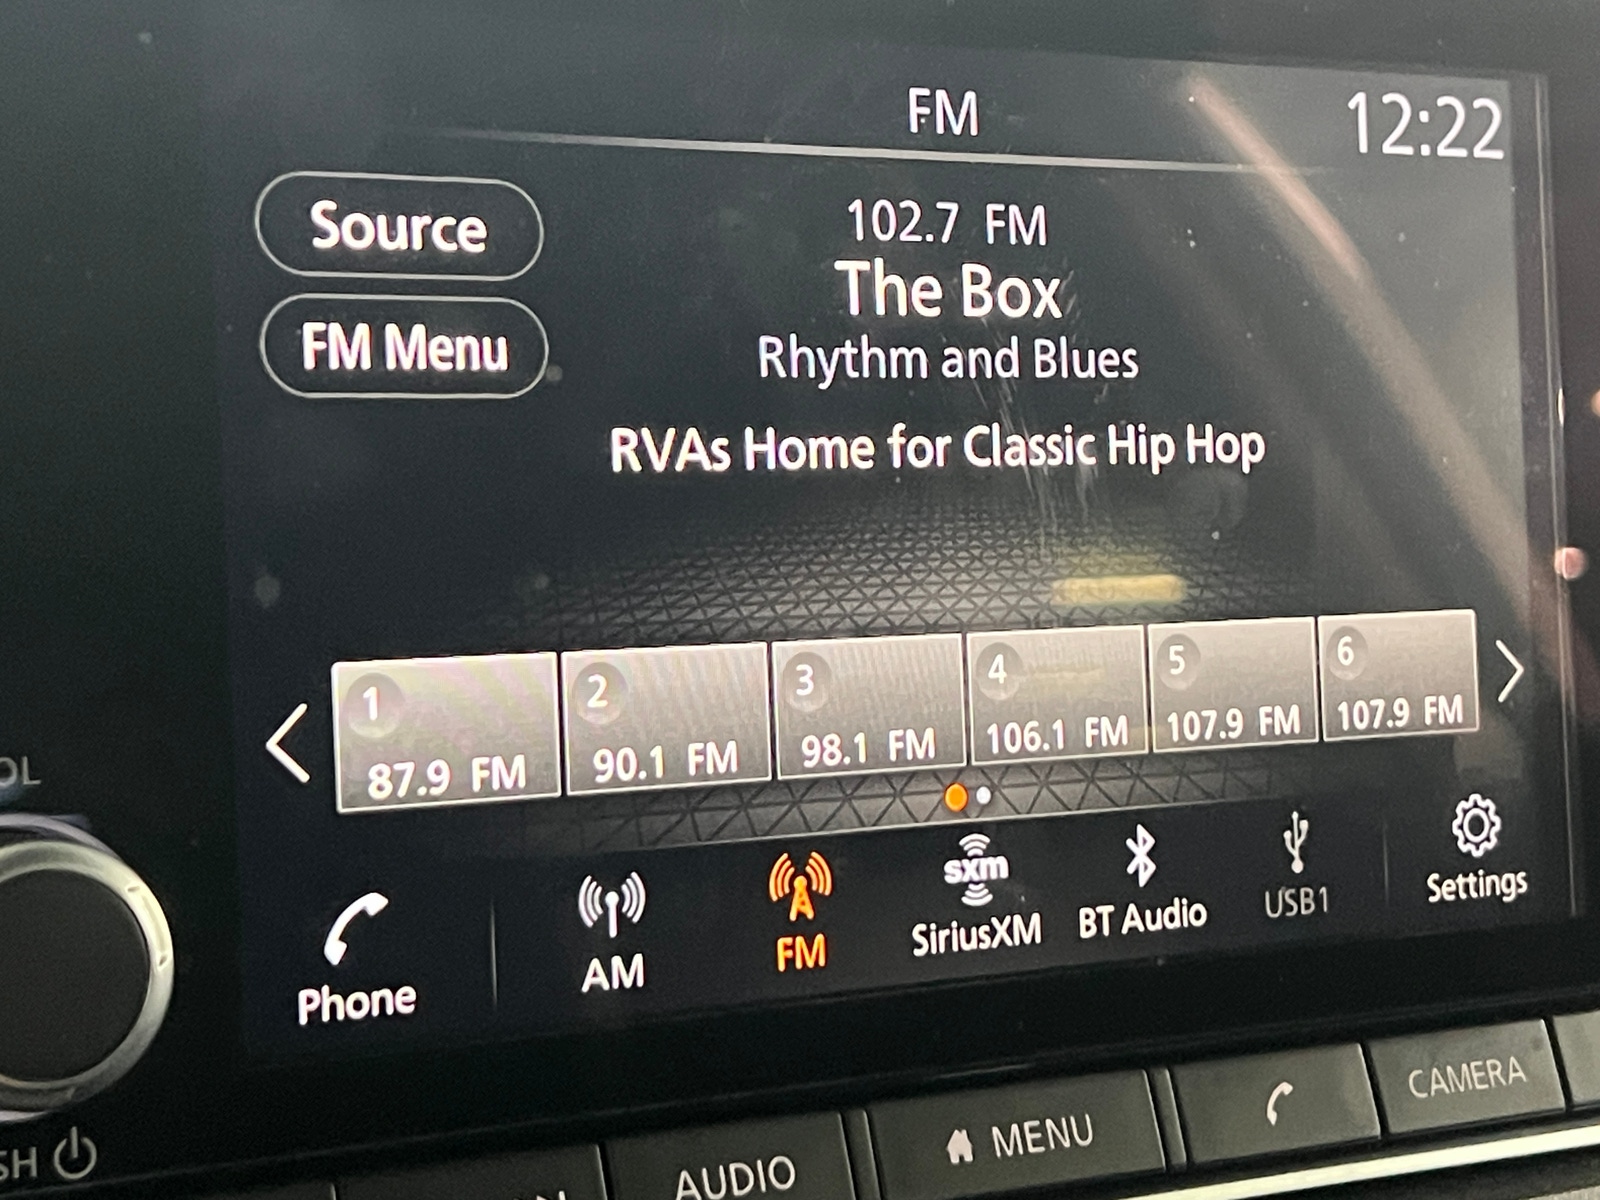 FM
12:22
Source
102.7 FM
The Box
FM Menu
Rhythm and Blues
RVAs Home for Classic Hip Hop
1
87.9 FM
2
90.1 FM
3
98.1 FM
4
106.1 FM
5
107.9 FM
6
107.9 FM
Phone
AM
FM
sxm
SiriusXM
BT Audio
USB1
Settings
OL
SH
AUDIO
MENU
CAMERA